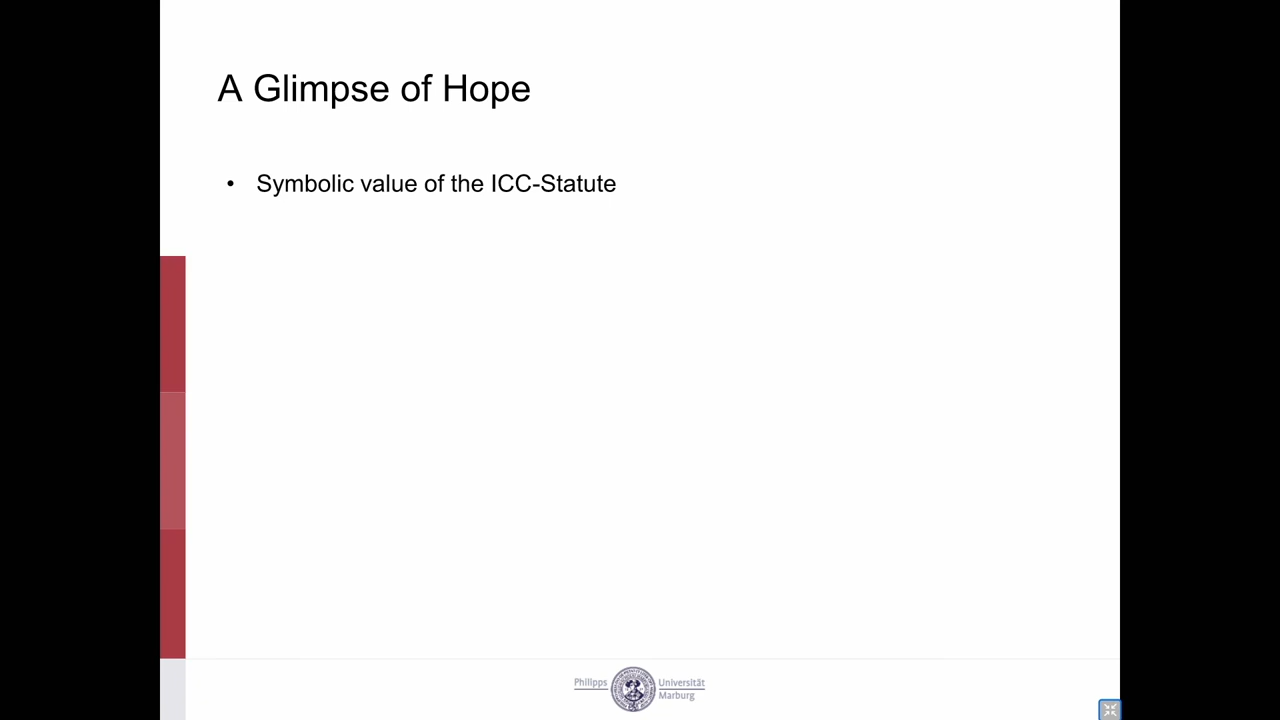 A Glimpse of Hope
• Symbolic value of the ICC-Statute
Philipps Universität
Marburg